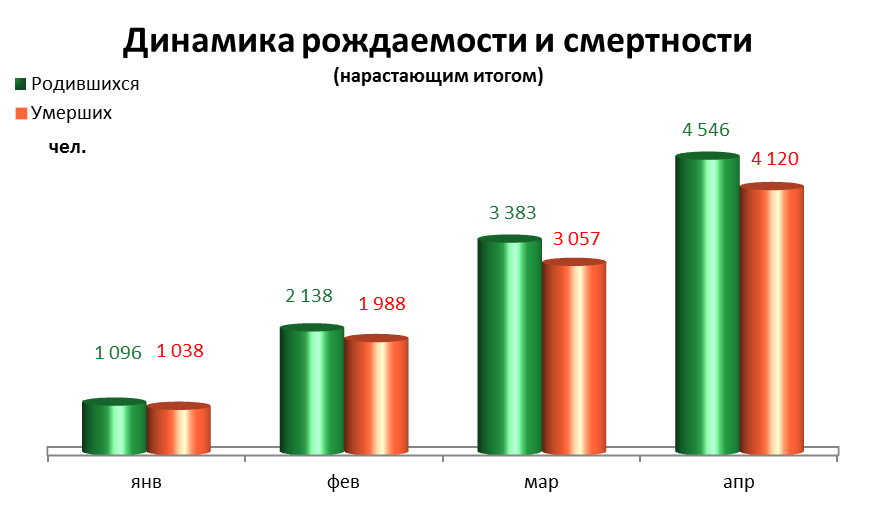 Динамика рождаемости и смертности
(нарастающим итогом)
Родившихся
Умерших
чел.
4 546
4 120
3 383
3 057
2 138
1 988
1 096
1 038
янв
фев
мар
апр